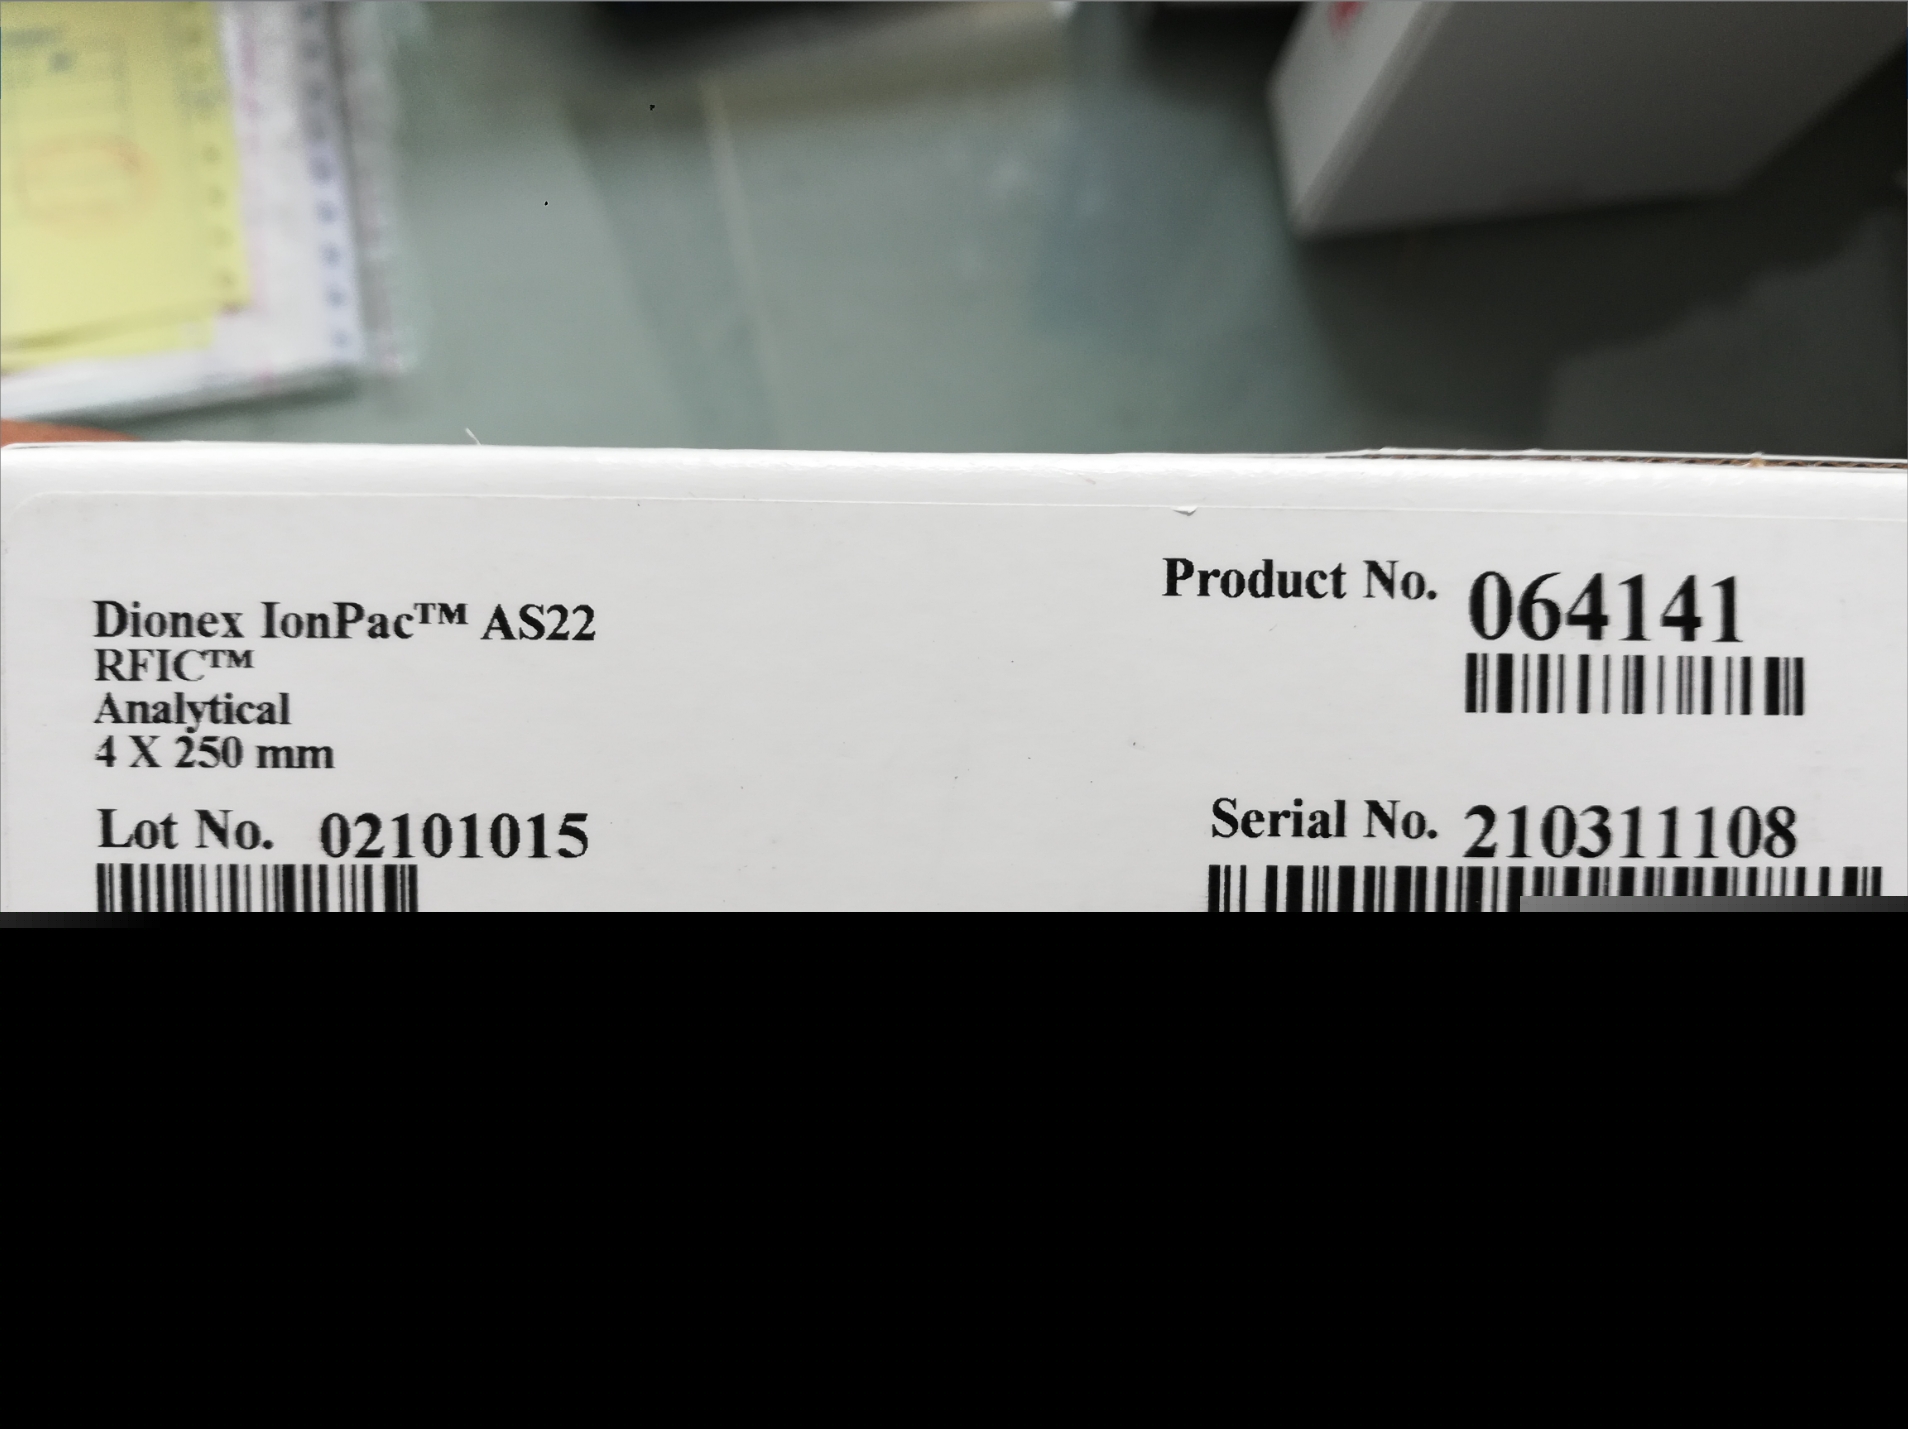 Dionex IonPac™ AS22
RFIC™
Analytical
4 X 250 mm
Lot No. 02101015
Product No. 064141
Serial No. 210311108